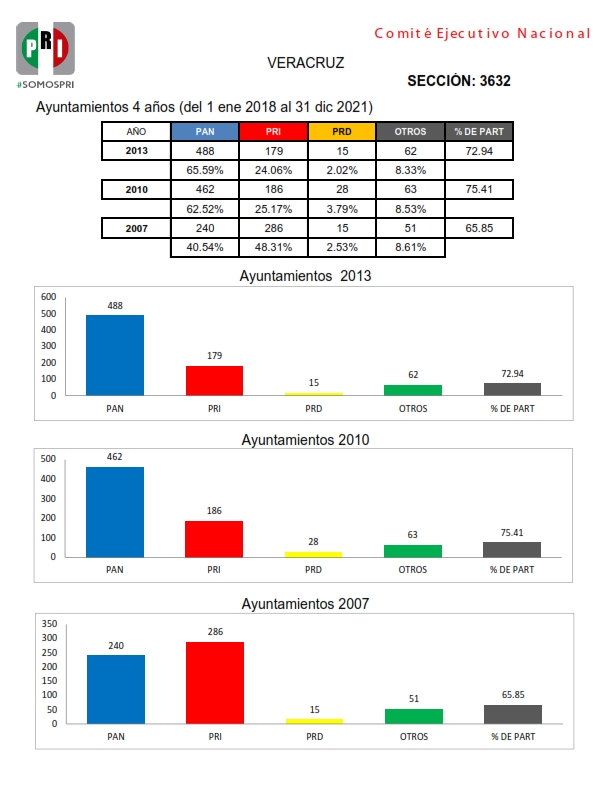 PRI
#SOMOSPRI
Comité Ejecutivo Nacional
VERACRUZ
SECCIÓN: 3632
Ayuntamientos 4 años (del 1 ene 2018 al 31 dic 2021)
AÑO PAN PRI PRD OTROS % DE PART
2013 488 179 15 62 72.94
65.59% 24.06% 2.02% 8.33%
2010 462 186 28 63 75.41
62.52% 25.17% 3.79% 8.53%
2007 240 286 15 51 65.85
40.54% 48.31% 2.53% 8.61%
Ayuntamientos 2013
600
500
400
300
200
100
0
488 179 15 62 72.94
PAN PRI PRD OTROS % DE PART
Ayuntamientos 2010
500
400
300
200
100
0
462 186 28 63 75.41
PAN PRI PRD OTROS % DE PART
Ayuntamientos 2007
350
300
250
200
150
100
50
0
240 286 15 51 65.85
PAN PRI PRD OTROS % DE PART